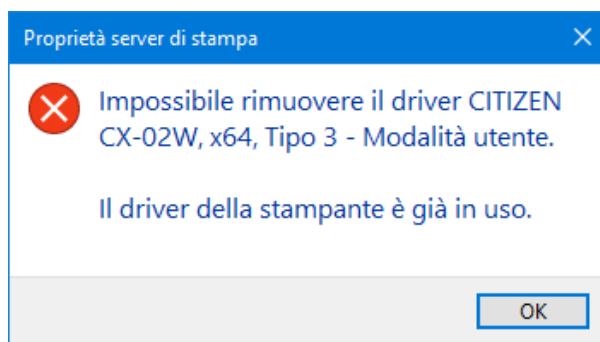 Proprietà server di stampa
Impossibile rimuovere il driver CITIZEN
CX-02W, x64, Tipo 3 - Modalità utente.
Il driver della stampante è già in uso.
OK